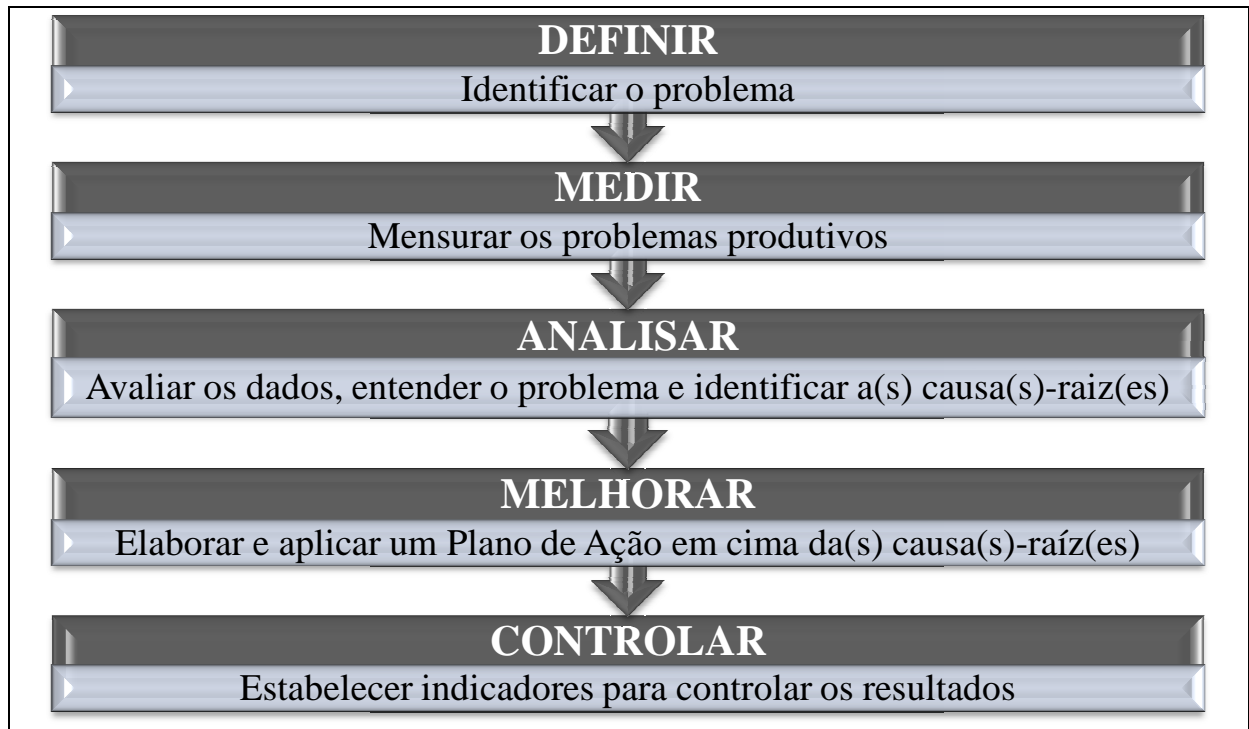 DEFINIR
Identificar o problema
MEDIR
Mensurar os problemas produtivos
ANALISAR
Avaliar os dados, entender o problema e identificar a(s) causa(s)-raiz(es)
MELHORAR
Elaborar e aplicar um Plano de Ação em cima da(s) causa(s)-raíz(es)
CONTROLAR
Estabelecer indicadores para controlar os resultados